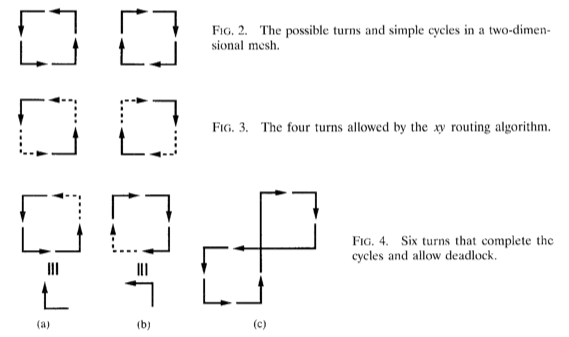 FIG. 2. The possible turns and simple cycles in a two-dimen-
sional mesh.
FIG. 3. The four turns allowed by the xy routing algorithm.
FIG. 4. Six turns that complete the
cycles and allow deadlock.
(a) (b) (c)